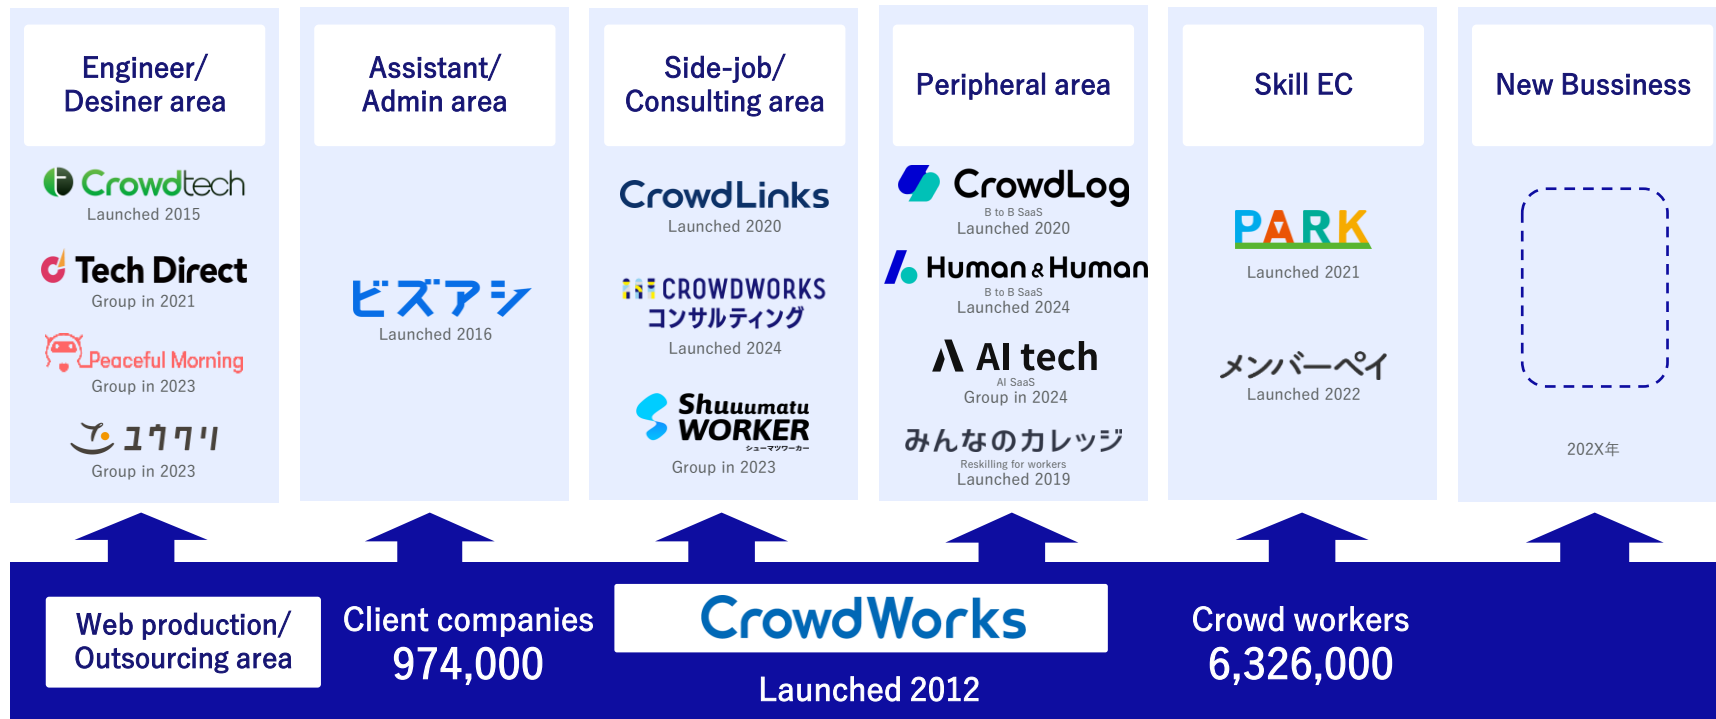 Engineer/
Desiner area
Crowdtech
Launched 2015
Tech Direct
Group in 2021
Peaceful Morning
Group in 2023
ユウクリ
Group in 2023
Assistant/
Admin area
ビズアシ
Launched 2016
Side-job/
Consulting area
CrowdLinks
Launched 2020
CROWDWORKS
コンサルティング
Launched 2024
Shuuumatu
WORKER
シューマツワーカー
Group in 2023
Peripheral area
CrowdLog
B to B SaaS
Launched 2020
Human & Human
B to B SaaS
Launched 2024
AI tech
AI SaaS
Group in 2024
みんなのカレッジ
Reskilling for workers
Launched 2019
Skill EC
PARK
Launched 2021
メンバーペイ
Launched 2022
New Bussiness
202X年
Web production/
Outsourcing area
Client companies
974,000
CrowdWorks
Launched 2012
Crowd workers
6,326,000